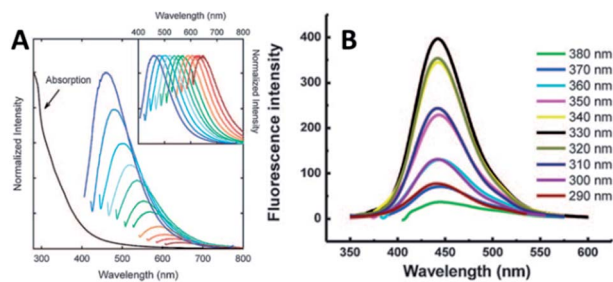 A
Wavelength (nm)
400 500 600 700 800
Normalized Intensity
Absorption
Normalized Intensity
300 400 500 600 700 800
Wavelength (nm)
B
Fluorescence intensity
400
300
200
100
0
380 nm
370 nm
360 nm
350 nm
340 nm
330 nm
320 nm
310 nm
300 nm
290 nm
350 400 450 500 550 600
Wavelength (nm)